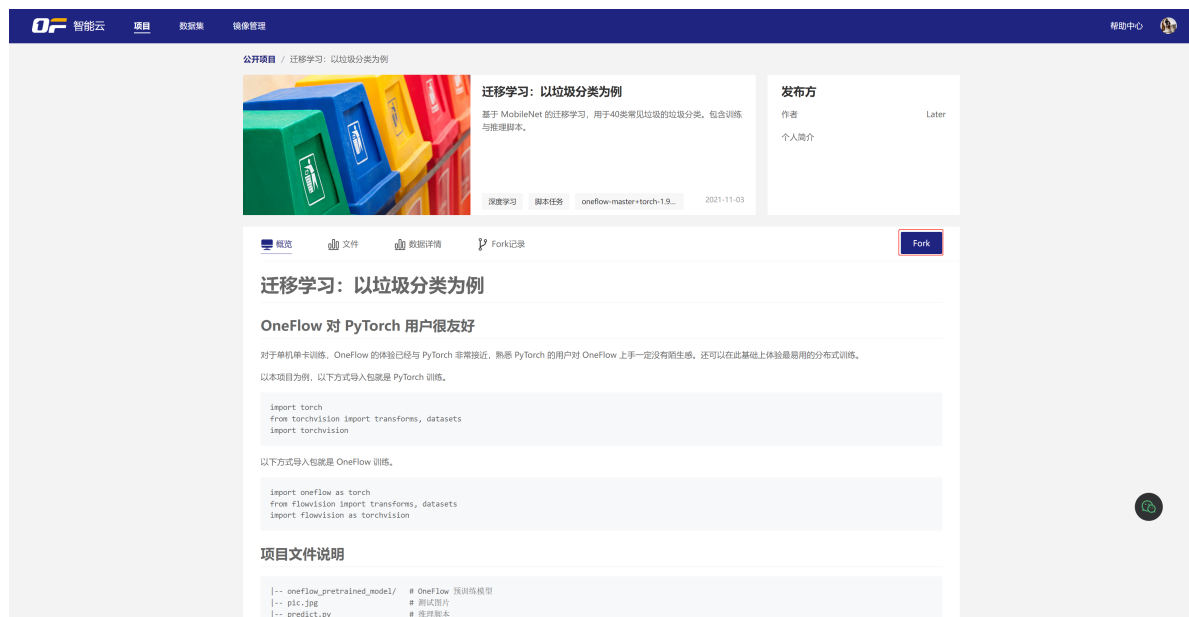 OF 智能云
项目
数据集
镜像管理
帮助中心
公开项目 / 迁移学习：以垃圾分类为例
迁移学习：以垃圾分类为例
基于 MobileNet 的迁移学习，用于40类常见垃圾的垃圾分类。包含训练
与推理脚本。
深度学习
脚本任务
oneflow-master+torch-1.9...
2021-11-03
发布方
作者
Later
个人简介
概览
文件
数据详情
Fork记录
Fork
迁移学习：以垃圾分类为例
OneFlow 对 PyTorch 用户很友好
对于单机单卡训练，OneFlow 的体验已经与 PyTorch 非常接近，熟悉 PyTorch 的用户对 OneFlow 上手一定没有陌生感。还可以在此基础上体验最易用的分布式训练。
以本项目为例，以下方式导入包就是 PyTorch 训练。
import torch
from torchvision import transforms, datasets
import torchvision
以下方式导入包就是 OneFlow 训练。
import oneflow as torch
from flowvision import transforms, datasets
import flowvision as torchvision
项目文件说明
|-- oneflow_pretrained_model/ # OneFlow 预训练模型
|-- pic.jpg # 测试图片
|-- predict.py # 推理脚本